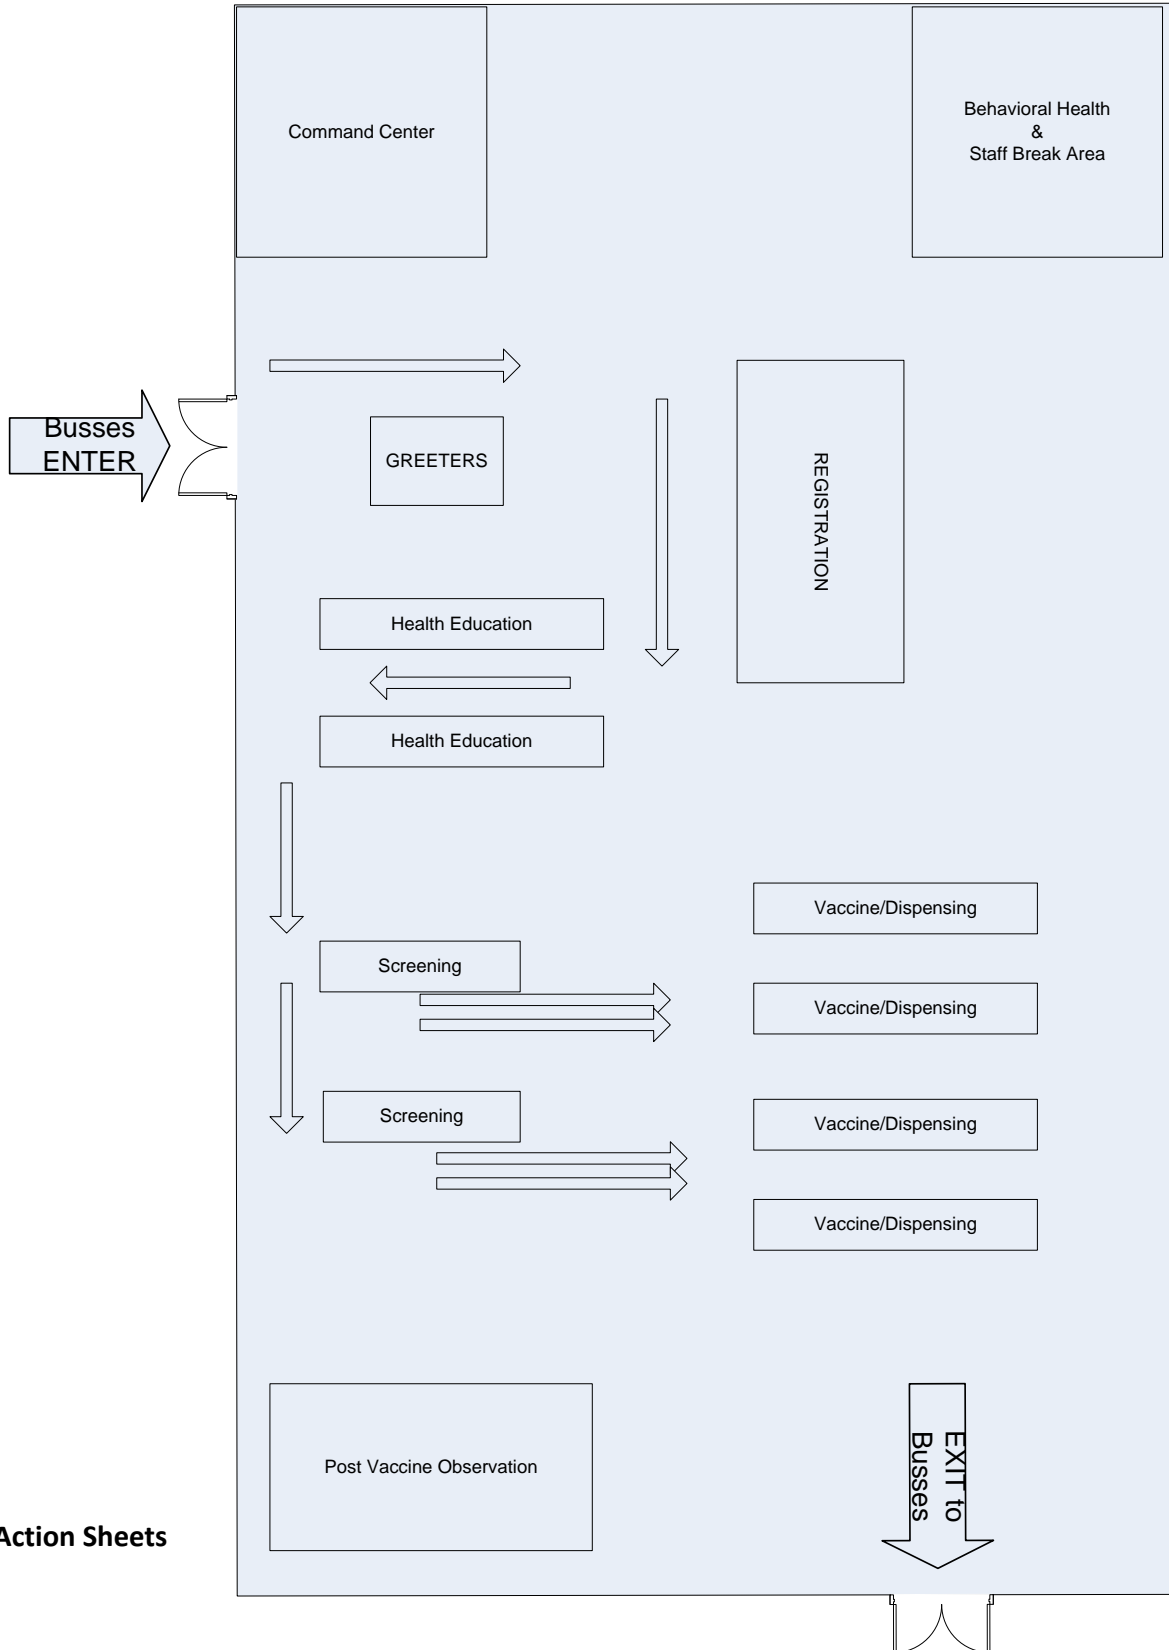 Command Center
Behavioral Health
&
Staff Break Area
Busses
ENTER
GREETERS
REGISTRATION
Health Education
Health Education
Vaccine/Dispensing
Screening
Vaccine/Dispensing
Screening
Vaccine/Dispensing
Vaccine/Dispensing
Post Vaccine Observation
EXIT to
Busses
Action Sheets